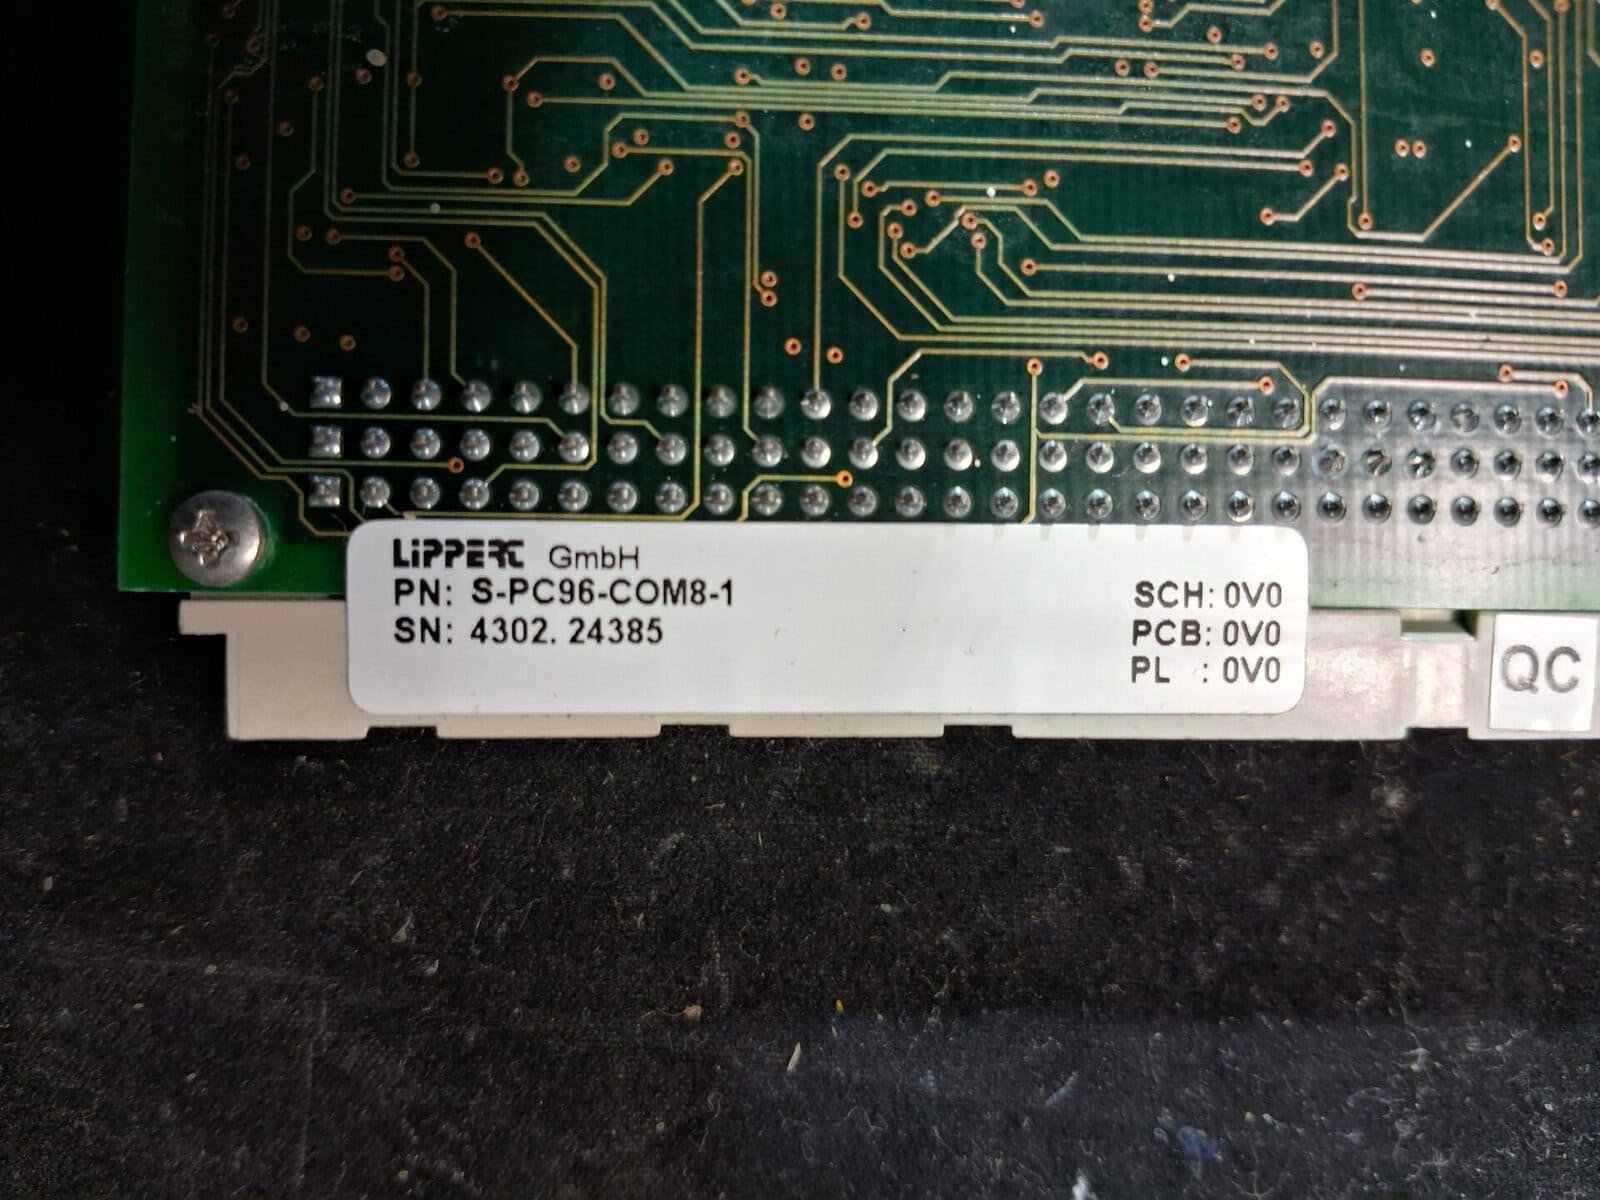 LiPPERT GmbH
PN: S-PC96-COM8-1
SN: 4302. 24385
SCH: 0V0
PCB: 0V0
PL : 0V0
QC